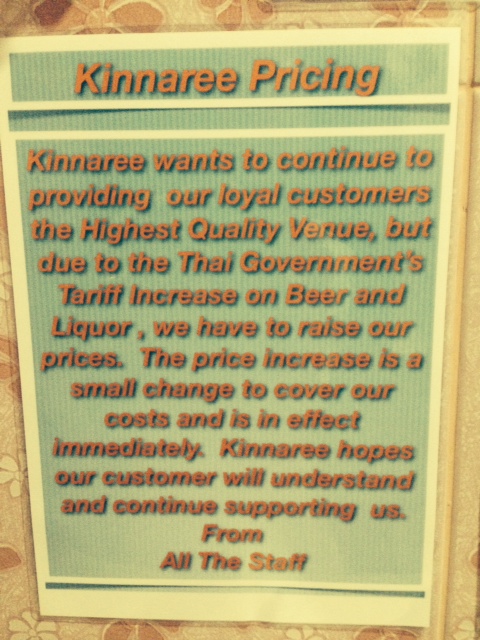 Kinnaree Pricing
Kinnaree wants to continue to
providing our loyal customers
the Highest Quality Venue, but
due to the Thai Government's
Tariff Increase on Beer and
Liquor , we have to raise our
prices. The price increase is a
small change to cover our
costs and is in effect
immediately. Kinnaree hopes
our customer will understand
and continue supporting us.
From
All The Staff